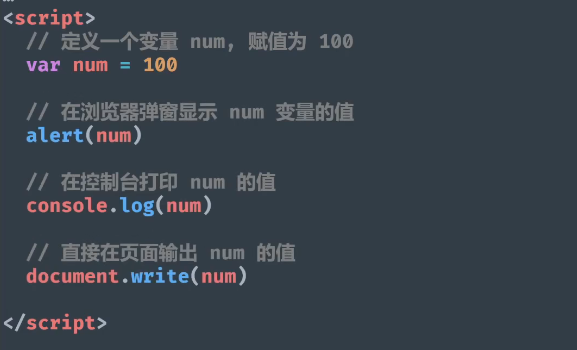 <script>
// 定义一个变量 num, 赋值为 100
var num = 100
// 在浏览器弹窗显示 num 变量的值
alert(num)
// 在控制台打印 num 的值
console.log(num)
// 直接在页面输出 num 的值
document.write(num)
</script>